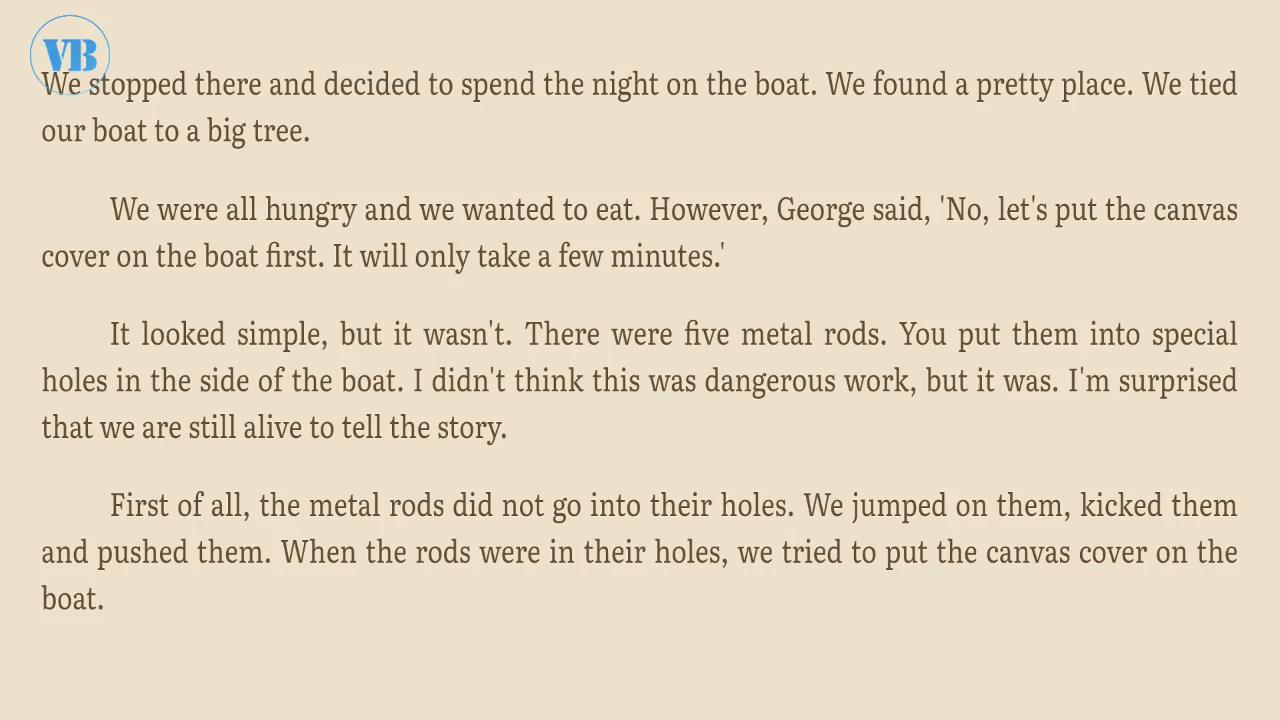 VB
We stopped there and decided to spend the night on the boat. We found a pretty place. We tied
our boat to a big tree.
We were all hungry and we wanted to eat. However, George said, 'No, let's put the canvas
cover on the boat first. It will only take a few minutes.'
It looked simple, but it wasn't. There were five metal rods. You put them into special
holes in the side of the boat. I didn't think this was dangerous work, but it was. I'm surprised
that we are still alive to tell the story.
First of all, the metal rods did not go into their holes. We jumped on them, kicked them
and pushed them. When the rods were in their holes, we tried to put the canvas cover on the
boat.